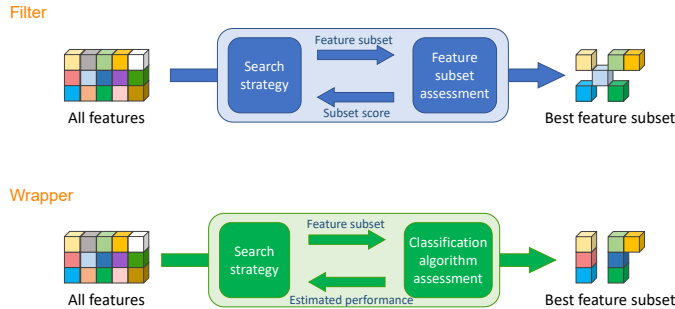 Filter
Feature subset
Search
strategy
Feature
subset
assessment
Subset score
All features
Best feature subset
Wrapper
Feature subset
Search
strategy
Classification
algorithm
assessment
Estimated performance
All features
Best feature subset